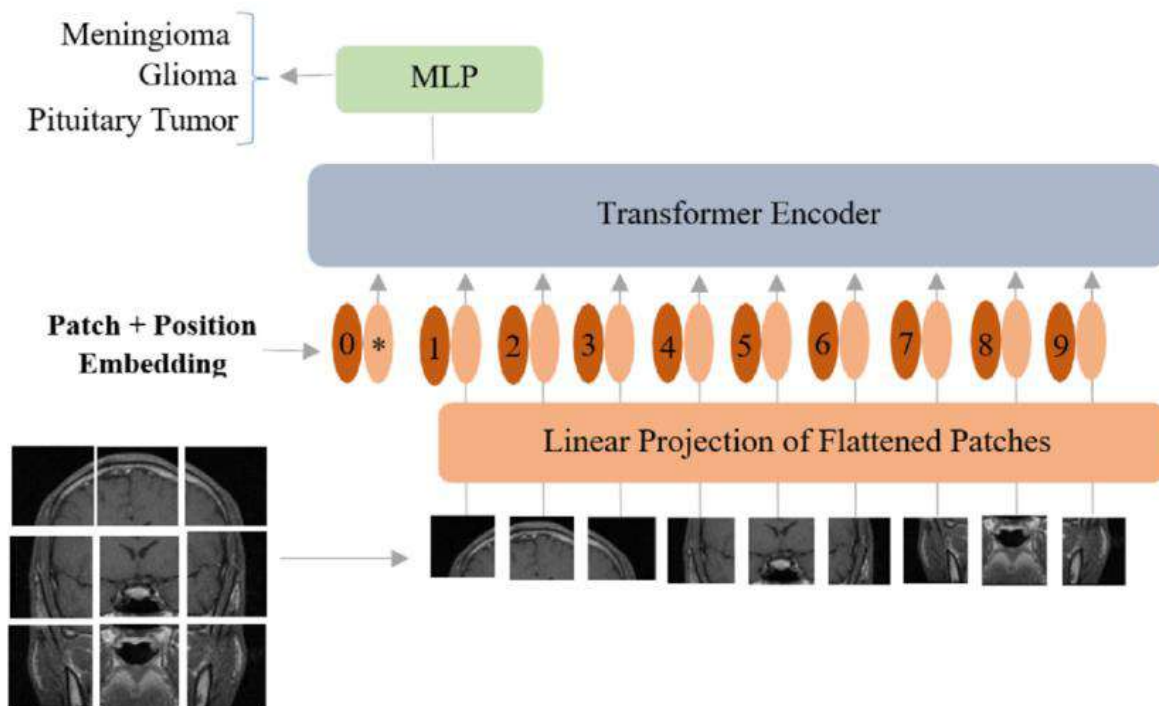 Meningioma
Glioma
Pituitary Tumor
MLP
Transformer Encoder
Patch + Position
Embedding
0 * 1 2 3 4 5 6 7 8 9
Linear Projection of Flattened Patches